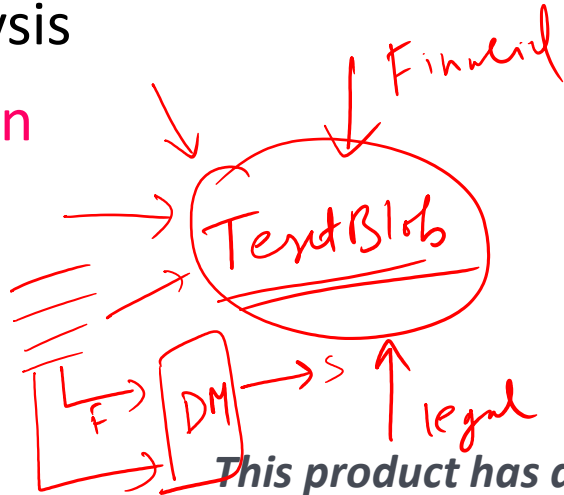 ysis
Financial
n
TextBlob
S
F
DM
legal
This product has a